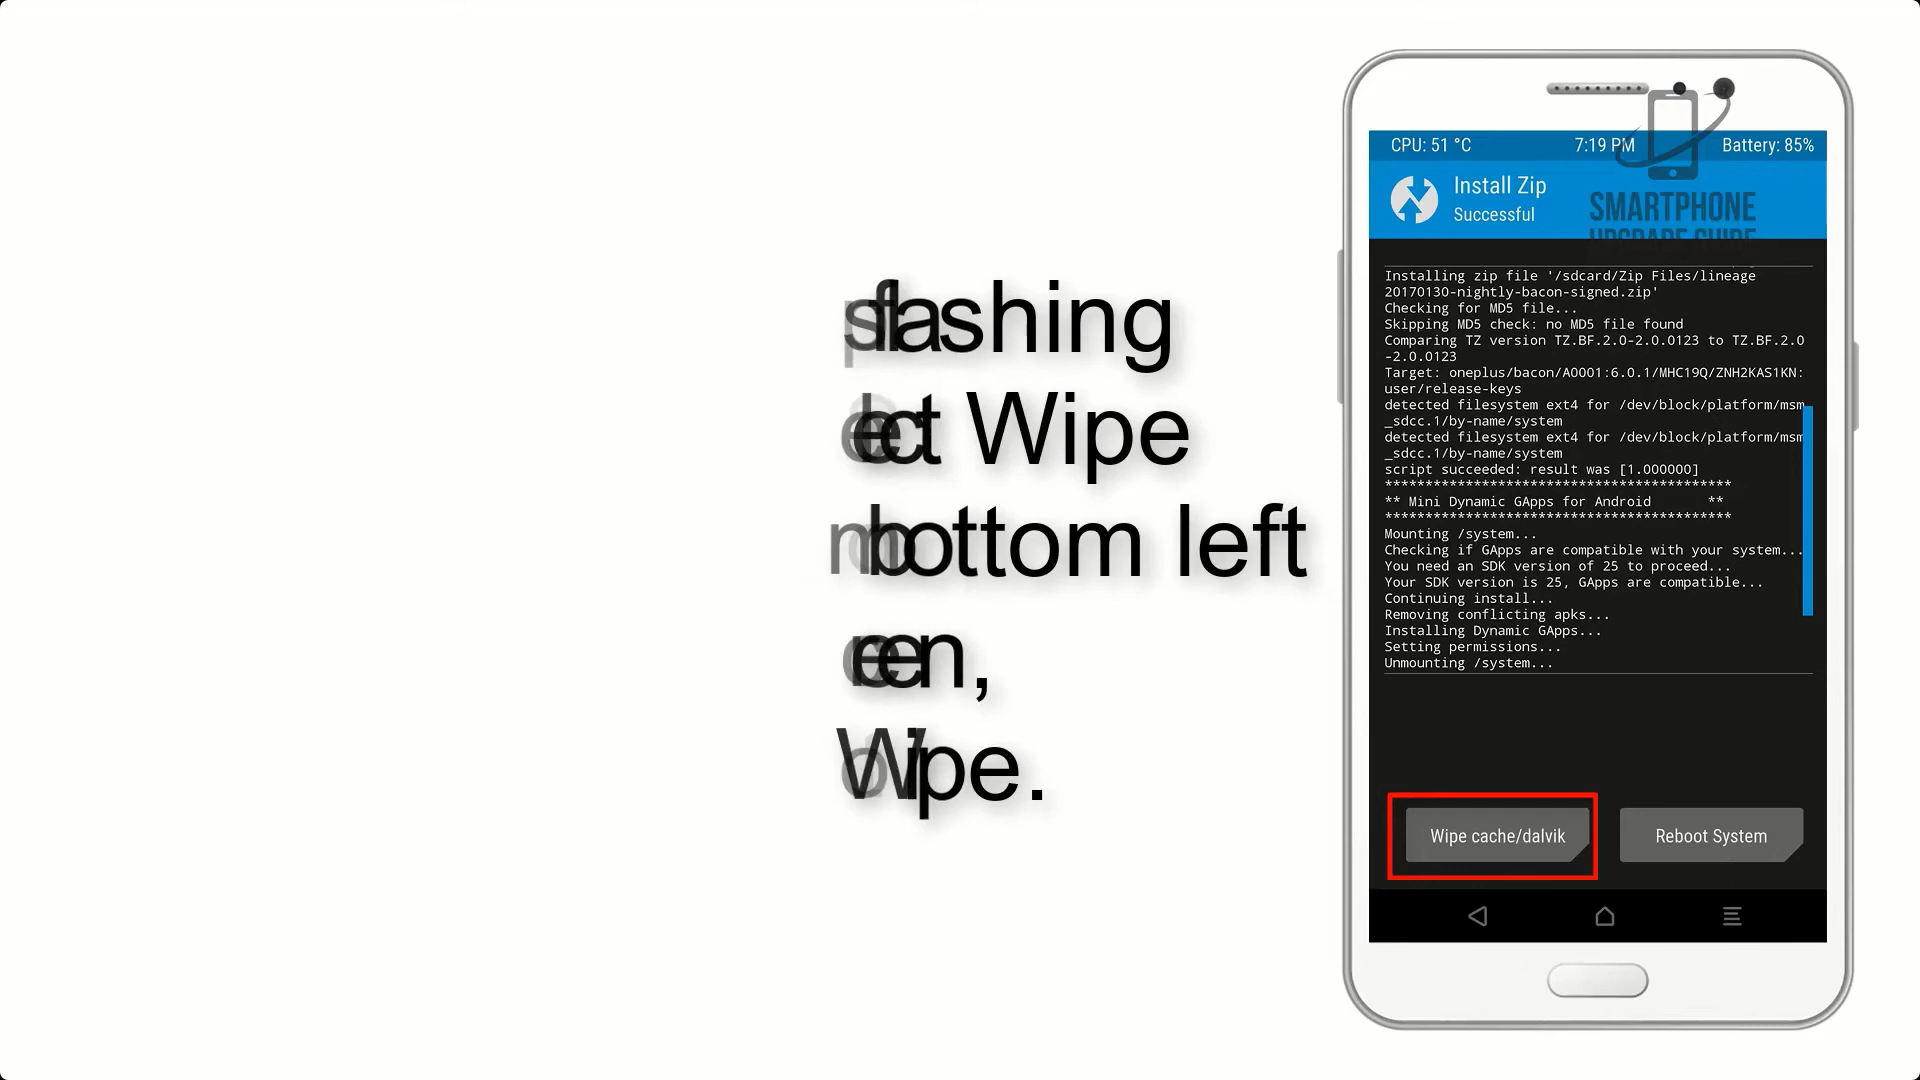 flashing
Wipe
bottom left
Wipe.
CPU: 51 °C 7:19 PM Battery: 85%
Install Zip
Successful
SMARTPHONE
UPGRADE GUIDE
Installing zip file '/sdcard/Zip Files/lineage
20170130-nightly-bacon-signed.zip'
Checking for MD5 file...
Skipping MD5 check: no MD5 file found
Comparing TZ version TZ.BF.2.0-2.0.0123 to TZ.BF.2.0
-2.0.0123
Target: oneplus/bacon/A0001:6.0.1/MHC19Q/ZNH2KAS1KN:
user/release-keys
detected filesystem ext4 for /dev/block/platform/msm
_sdcc.1/by-name/system
detected filesystem ext4 for /dev/block/platform/msm
_sdcc.1/by-name/system
script succeeded: result was [1.000000]
*******************************************
** Mini Dynamic GApps for Android **
*******************************************
Mounting /system...
Checking if GApps are compatible with your system...
You need an SDK version of 25 to proceed...
Your SDK version is 25, GApps are compatible...
Continuing install...
Removing conflicting apks...
Installing Dynamic GApps...
Setting permissions...
Unmounting /system...
Wipe cache/dalvik Reboot System